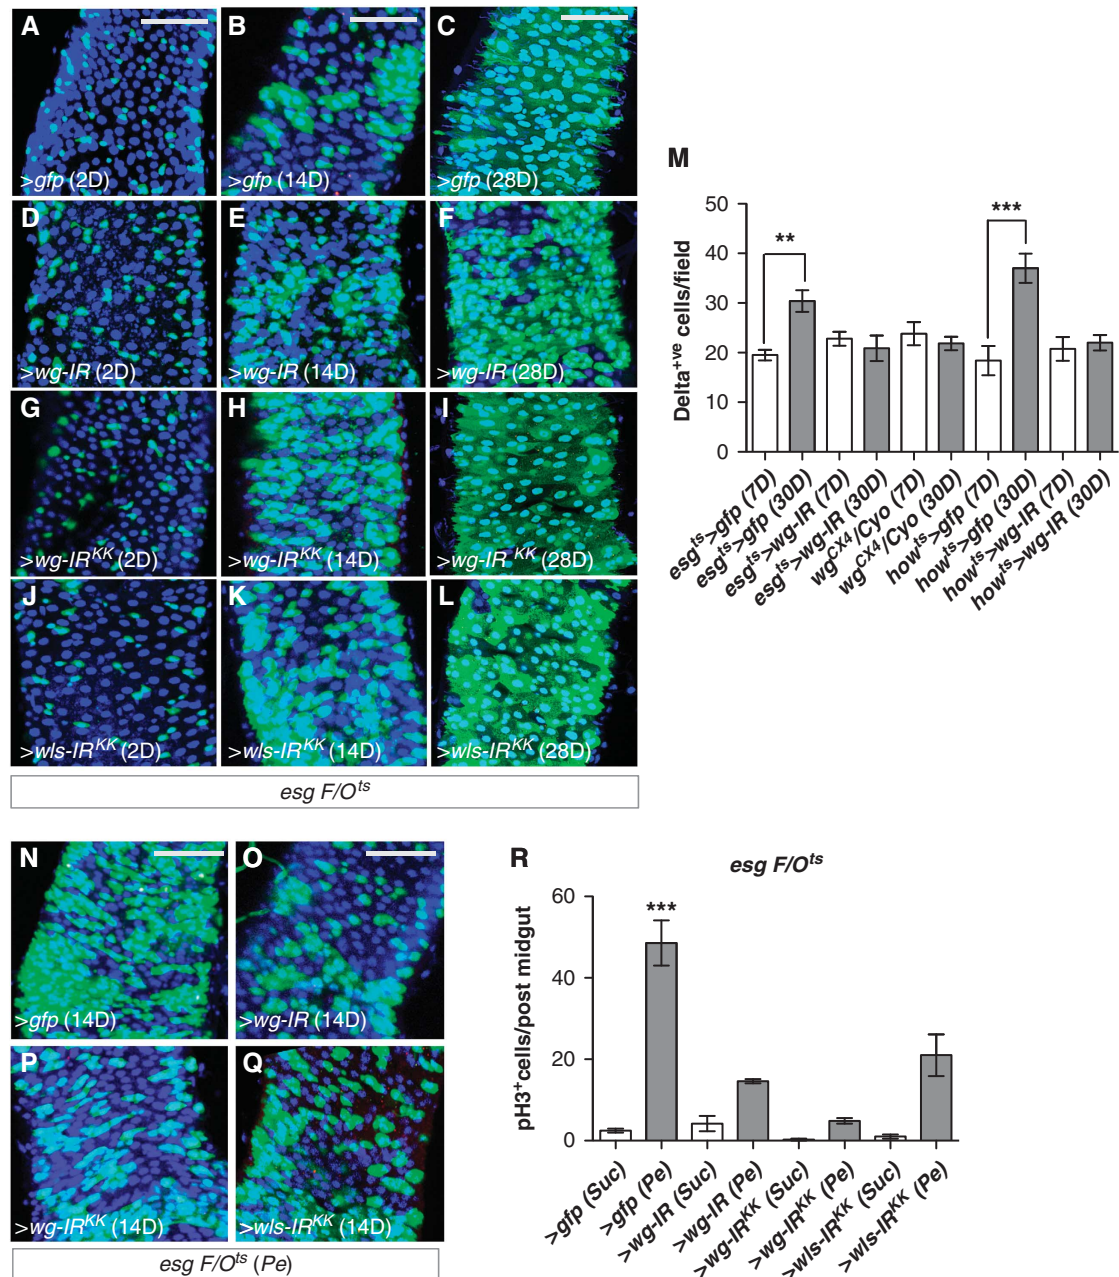 A
B
C
>gfp (2D)
>gfp (14D)
>gfp (28D)
D
E
F
>wg-IR (2D)
>wg-IR (14D)
>wg-IR (28D)
G
H
I
>wg-IR^KK (2D)
>wg-IR^KK (14D)
>wg-IR^KK (28D)
J
K
L
>wls-IR^KK (2D)
>wls-IR^KK (14D)
>wls-IR^KK (28D)
esg F/O^ts
M
Delta^+ve cells/field
50
40
30
20
10
0
**
***
esg^ts>gfp (7D)
esg^ts>gfp (30D)
esg^ts>wg-IR (7D)
esg^ts>wg-IR (30D)
wg^CX4/Cyo (7D)
wg^CX4/Cyo (30D)
how^ts>gfp (7D)
how^ts>gfp (30D)
how^ts>wg-IR (7D)
how^ts>wg-IR (30D)
N
O
>gfp (14D)
>wg-IR (14D)
P
Q
>wg-IR^KK (14D)
>wls-IR^KK (14D)
esg F/O^ts (Pe)
R
esg F/O^ts
pH3^+cells/post midgut
60
40
20
0
***
>gfp (Suc)
>gfp (Pe)
>wg-IR (Suc)
>wg-IR (Pe)
>wg-IR^KK (Suc)
>wg-IR^KK (Pe)
>wls-IR^KK (Suc)
>wls-IR^KK (Pe)